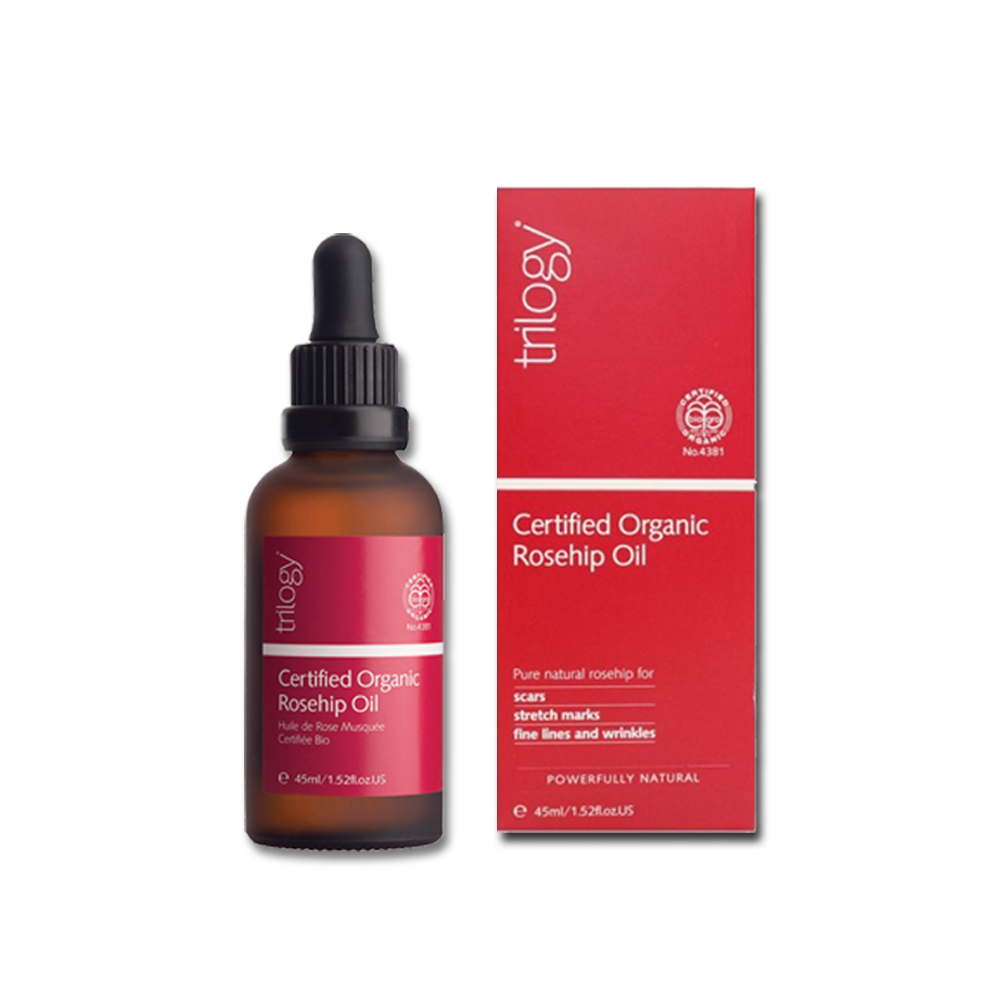 trilogy
CERTIFIED
ORGANIC
No.4381
Certified Organic
Rosehip Oil
Huile de Rose Musquée
Certifiée Bio
e 45ml/1.52fl.oz.US
trilogy
CERTIFIED
ORGANIC
No.4381
Certified Organic
Rosehip Oil
Pure natural rosehip for
scars
stretch marks
fine lines and wrinkles
POWERFULLY NATURAL
e 45ml/1.52fl.oz.US